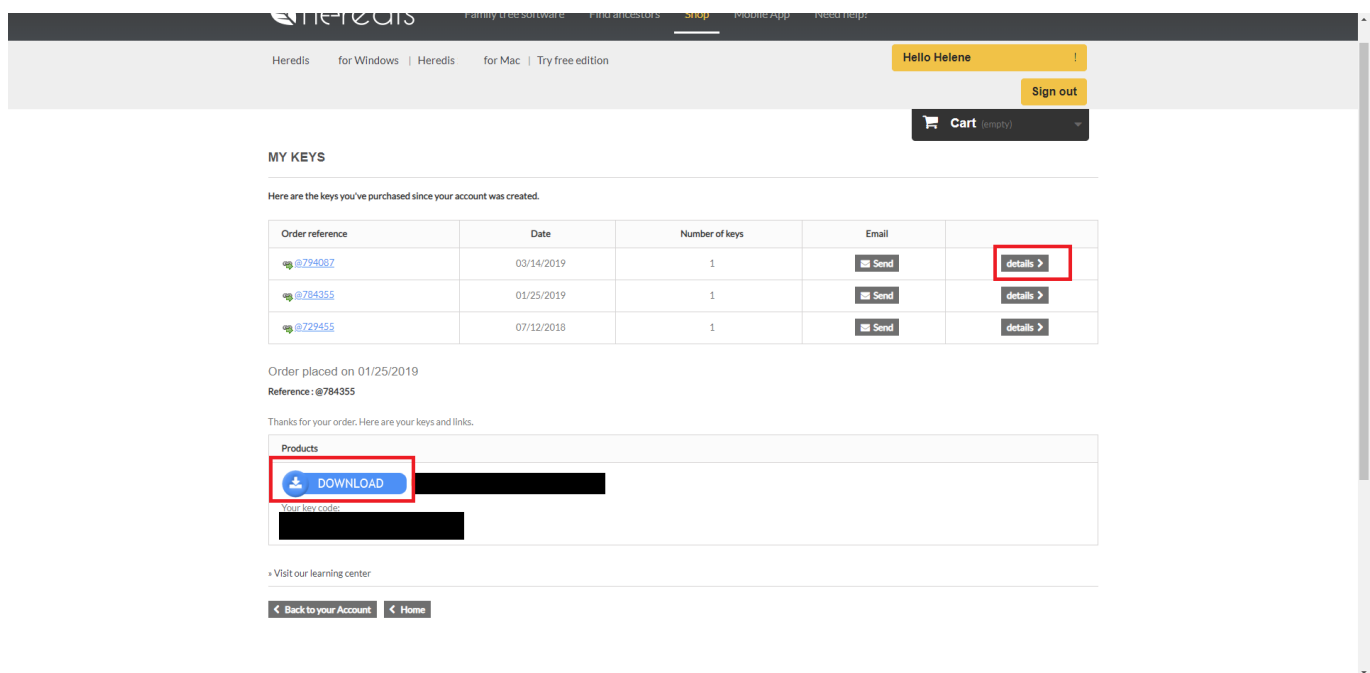 Heredis
Family tree software Find ancestors Shop Mobile App Need help?
Heredis for Windows | Heredis for Mac | Try free edition
Hello Helene !
Sign out
Cart (empty)
MY KEYS
Here are the keys you've purchased since your account was created.
Order reference Date Number of keys Email
@794087 03/14/2019 1 Send details >
@784355 01/25/2019 1 Send details >
@729455 07/12/2018 1 Send details >
Order placed on 01/25/2019
Reference : @784355
Thanks for your order. Here are your keys and links.
Products
DOWNLOAD
Your key code:
» Visit our learning center
< Back to your Account < Home